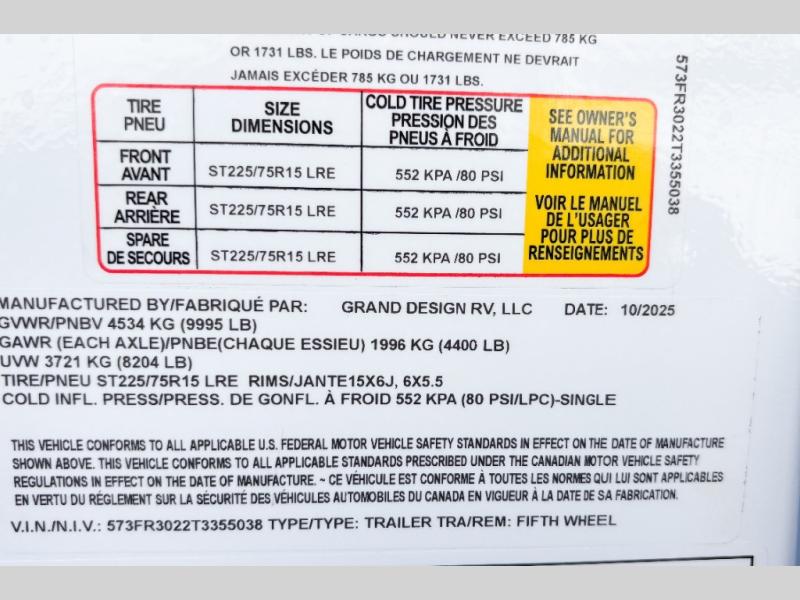 SHOULD NEVER EXCEED 785 KG
OR 1731 LBS. LE POIDS DE CHARGEMENT NE DEVRAIT
JAMAIS EXCÉDER 785 KG OU 1731 LBS.
573FR3022T3355038
TIRE
PNEU
SIZE
DIMENSIONS
COLD TIRE PRESSURE
PRESSION DES
PNEUS À FROID
SEE OWNER'S
MANUAL FOR
ADDITIONAL
INFORMATION
VOIR LE MANUEL
DE L'USAGER
POUR PLUS DE
RENSEIGNEMENTS
FRONT
AVANT
ST225/75R15 LRE
552 KPA /80 PSI
REAR
ARRIÈRE
ST225/75R15 LRE
552 KPA /80 PSI
SPARE
DE SECOURS
ST225/75R15 LRE
552 KPA /80 PSI
MANUFACTURED BY/FABRIQUÉ PAR: GRAND DESIGN RV, LLC DATE: 10/2025
GVWR/PNBV 4534 KG (9995 LB)
GAWR (EACH AXLE)/PNBE(CHAQUE ESSIEU) 1996 KG (4400 LB)
UVW 3721 KG (8204 LB)
TIRE/PNEU ST225/75R15 LRE RIMS/JANTE15X6J, 6X5.5
COLD INFL. PRESS/PRESS. DE GONFL. À FROID 552 KPA (80 PSI/LPC)-SINGLE
THIS VEHICLE CONFORMS TO ALL APPLICABLE U.S. FEDERAL MOTOR VEHICLE SAFETY STANDARDS IN EFFECT ON THE DATE OF MANUFACTURE
SHOWN ABOVE. THIS VEHICLE CONFORMS TO ALL APPLICABLE STANDARDS PRESCRIBED UNDER THE CANADIAN MOTOR VEHICLE SAFETY
REGULATIONS IN EFFECT ON THE DATE OF MANUFACTURE. ~ CE VÉHICULE EST CONFORME À TOUTES LES NORMES QUI LUI SONT APPLICABLES
EN VERTU DU RÉGLEMENT SUR LA SÉCURITÉ DES VÉHICULES AUTOMOBILES DU CANADA EN VIGUEUR À LA DATE DE SA FABRICATION.
V.I.N./N.I.V.: 573FR3022T3355038 TYPE/TYPE: TRAILER TRA/REM: FIFTH WHEEL